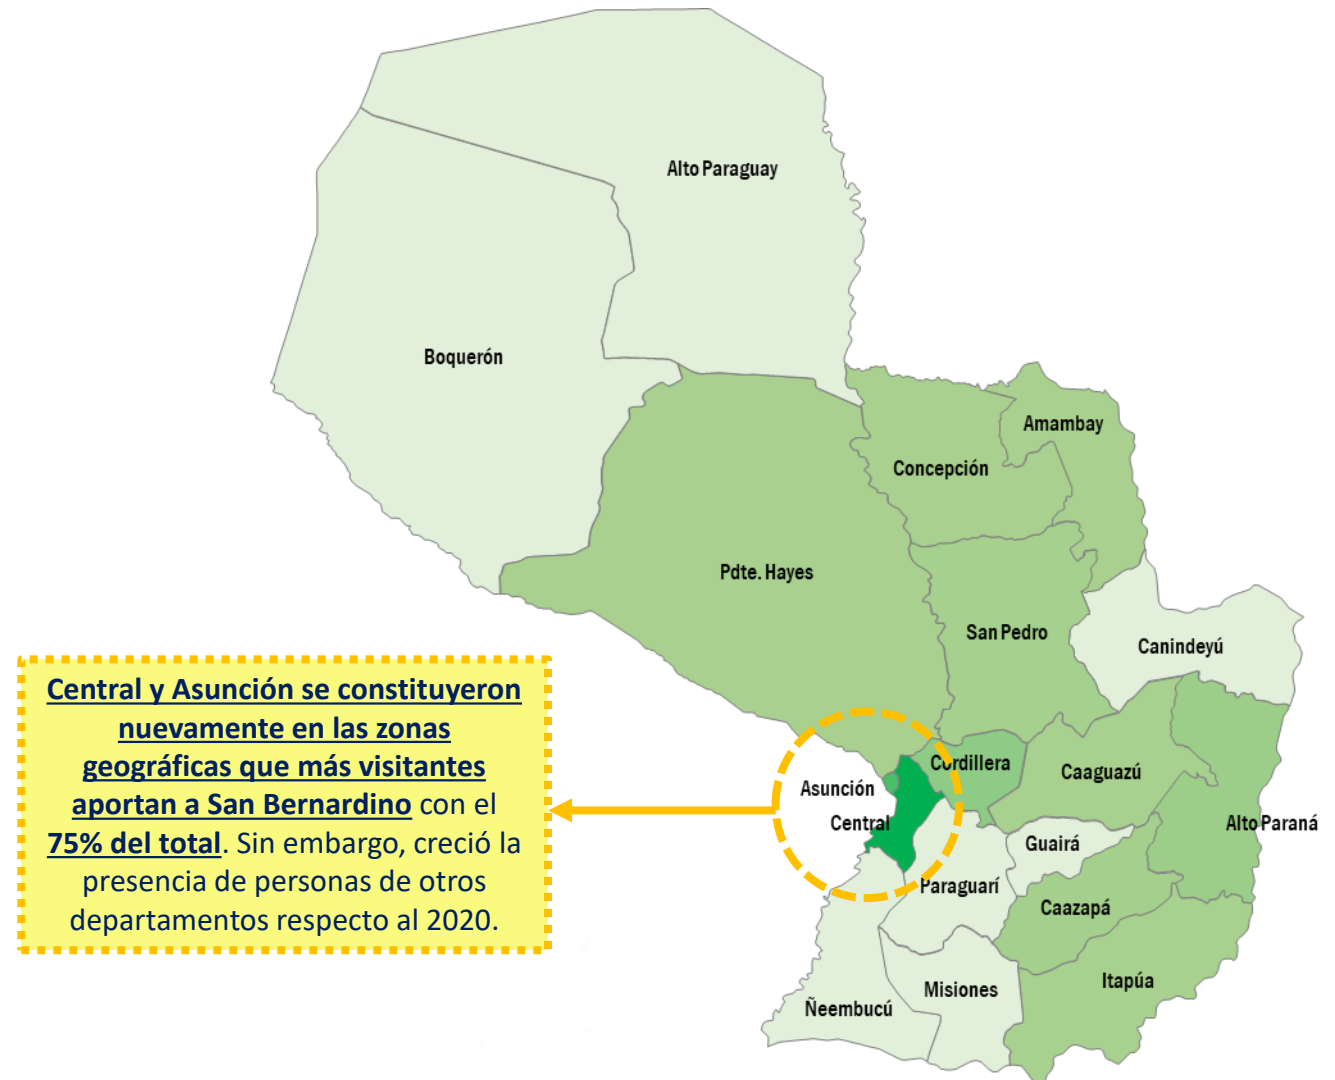 Alto Paraguay
Boquerón
Amambay
Concepción
Pdte. Hayes
San Pedro
Canindeyú
Central y Asunción se constituyeron
nuevamente en las zonas
geográficas que más visitantes
aportan a San Bernardino con el
75% del total. Sin embargo, creció la
presencia de personas de otros
departamentos respecto al 2020.
Cordillera
Caaguazú
Asunción
Central
Alto Paraná
Guairá
Paraguarí
Caazapá
Itapúa
Misiones
Ñeembucú